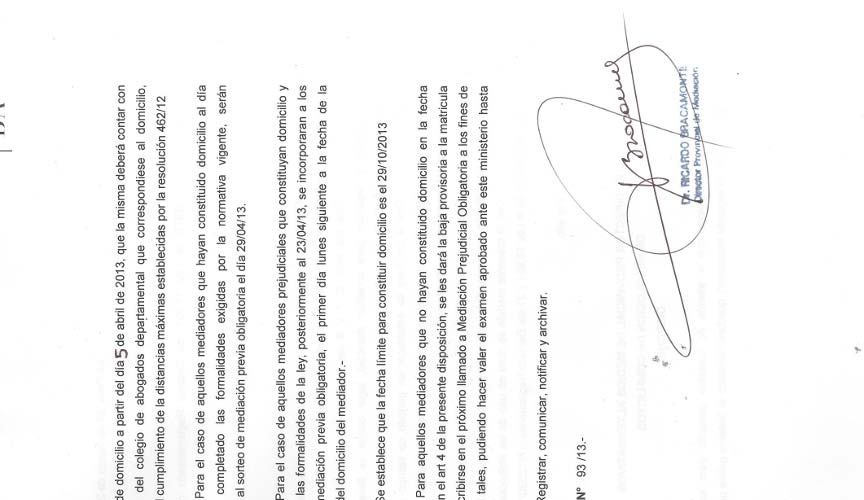 de domicilio a partir del día 5 de abril de 2013, que la misma deberá contar con
del colegio de abogados departamental que correspondiese al domicilio,
cumplimiento de la distancias máximas establecidas por la resolución 462/12
Para el caso de aquellos mediadores que hayan constituido domicilio al día
completado las formalidades exigidas por la normativa vigente, serán
al sorteo de mediación previa obligatoria el día 29/04/13.
Para el caso de aquellos mediadores prejudiciales que constituyan domicilio y
las formalidades de la ley, posteriormente al 23/04/13, se incorporaran a los
mediación previa obligatoria, el primer día lunes siguiente a la fecha de la
del domicilio del mediador.-
Se establece que la fecha límite para constituir domicilio es el 29/10/2013
Para aquellos mediadores que no hayan constituido domicilio en la fecha
n el art 4 de la presente disposición, se les dará la baja provisoria a la matrícula
cribirse en el próximo llamado a Mediación Prejudicial Obligatoria a los fines de
tales, pudiendo hacer valer el examen aprobado ante este ministerio hasta
Registrar, comunicar, notificar y archivar.
Nº 93/13.-
Dr. RICARDO BRACAMONTE
Director Provincial de Mediación